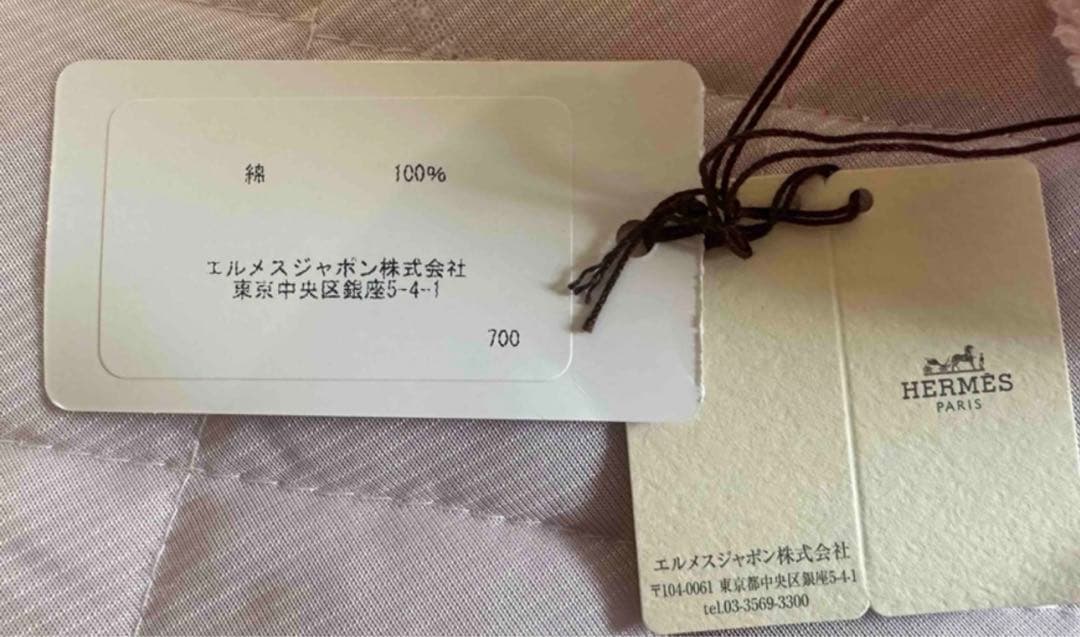 綿 100%
エルメスジャポン株式会社
東京中央区銀座5-4-1
700
HERMÈS
PARIS
エルメスジャポン株式会社
〒104-0061 東京都中央区銀座5-4-1
tel.03-3569-3300